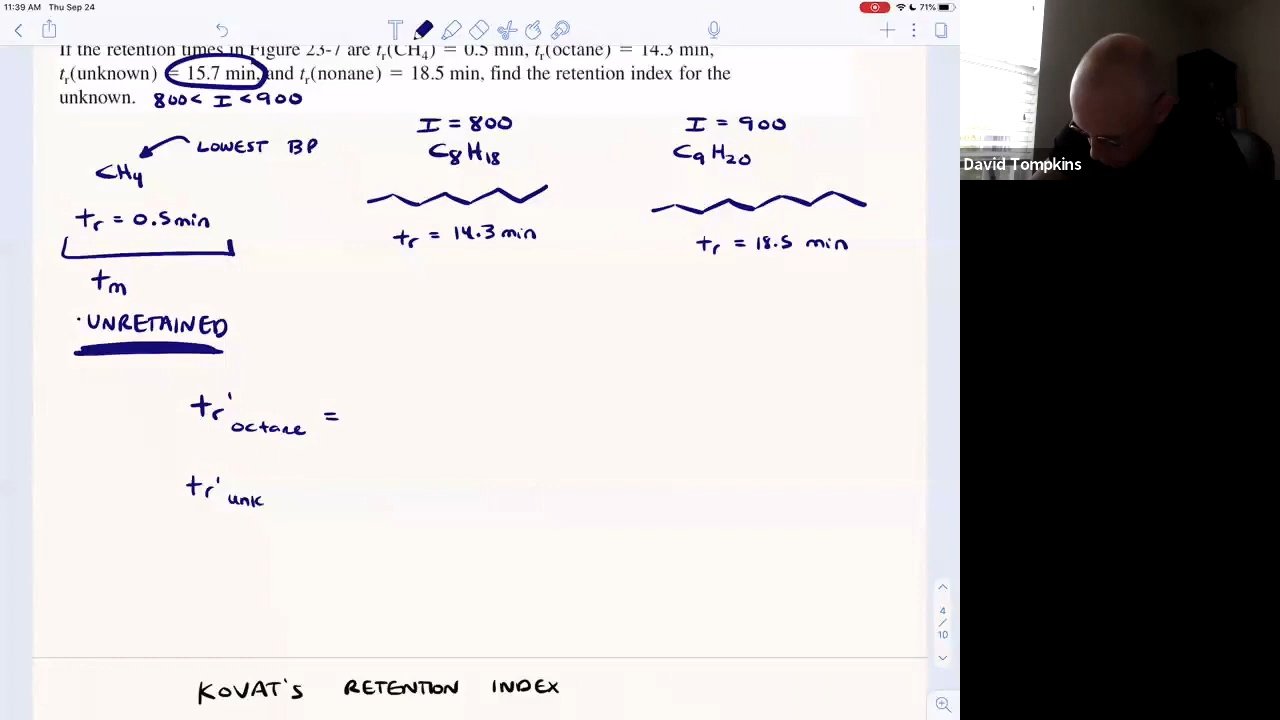 11:39 AM Thu Sep 24
71%
If the retention times in Figure 23-7 are tr(CH4) = 0.5 min, tr(octane) = 14.3 min,
tr(unknown) = 15.7 min, and tr(nonane) = 18.5 min, find the retention index for the
unknown. 800 < I < 900
I = 800
I = 900
LOWEST BP
C8H18
C9H20
CH4
tr = 0.5 min
tr = 14.3 min
tr = 18.5 min
tm
· UNRETAINED
tr' octane =
tr' unk
KOVAT'S RETENTION INDEX
4
/
10
David Tompkins